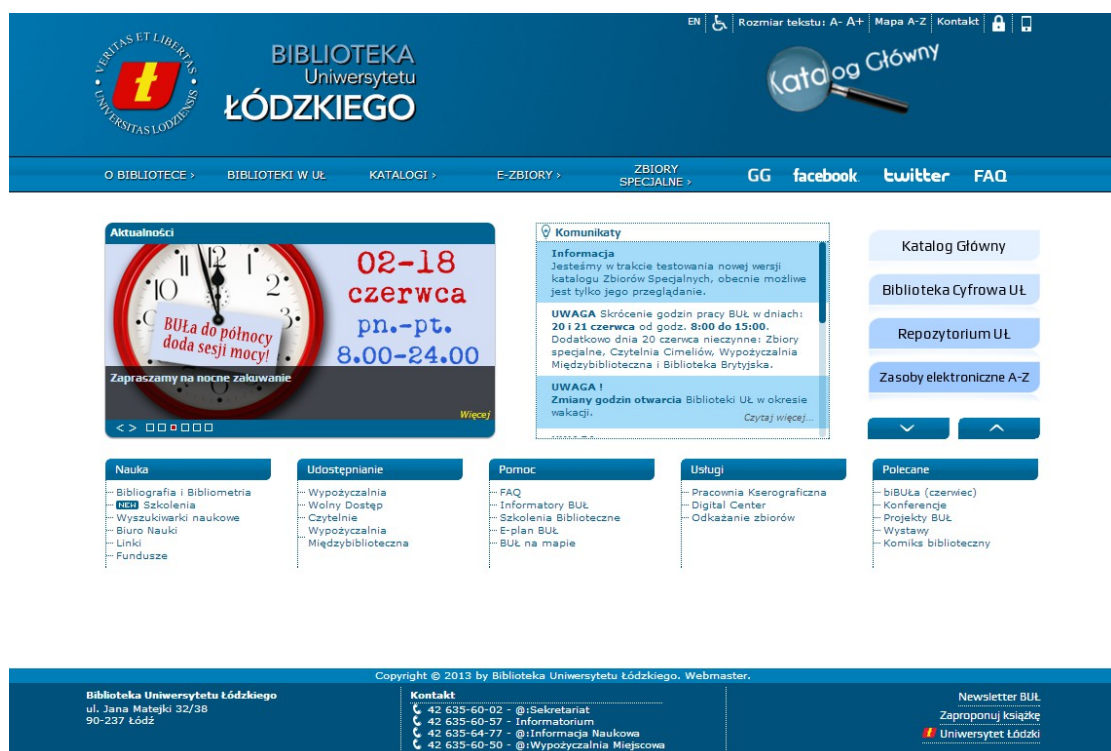 EN Rozmiar tekstu: A- A+ Mapa A-Z Kontakt
VERITAS ET LIBERTAS
UNIVERSITAS LODZIENSIS
BIBLIOTEKA
Uniwersytetu
ŁÓDZKIEGO
Katalog Główny
O BIBLIOTECE › BIBLIOTEKI W UŁ KATALOGI › E-ZBIORY › ZBIORY SPECJALNE › GG facebook. twitter FAQ
Aktualności
02-18
czerwca
pn.-pt.
8.00-24.00
BUŁa do północy
doda sesji mocy!
Zapraszamy na nocne zakuwanie
Więcej
< >
Komunikaty
Informacja
Jesteśmy w trakcie testowania nowej wersji
katalogu Zbiorów Specjalnych, obecnie możliwe
jest tylko jego przeglądanie.
UWAGA Skrócenie godzin pracy BUŁ w dniach:
20 i 21 czerwca od godz. 8:00 do 15:00.
Dodatkowo dnia 20 czerwca nieczynne: Zbiory
specjalne, Czytelnia Cimeliów, Wypożyczalnia
Międzybiblioteczna i Biblioteka Brytyjska.
UWAGA !
Zmiany godzin otwarcia Biblioteki UŁ w okresie
wakacji.
Czytaj więcej...
Katalog Główny
Biblioteka Cyfrowa UŁ
Repozytorium UŁ
Zasoby elektroniczne A-Z
Nauka
Bibliografia i Bibliometria
NEW Szkolenia
Wyszukiwarki naukowe
Biuro Nauki
Linki
Fundusze
Udostępnianie
Wypożyczalnia
Wolny Dostęp
Czytelnie
Wypożyczalnia
Międzybiblioteczna
Pomoc
FAQ
Informatory BUŁ
Szkolenia Biblioteczne
E-plan BUŁ
BUŁ na mapie
Usługi
Pracownia Kserograficzna
Digital Center
Odkażanie zbiorów
Polecane
biBUŁa (czerwiec)
Konferencje
Projekty BUŁ
Wystawy
Komiks biblioteczny
Copyright © 2013 by Biblioteka Uniwersytetu Łódzkiego. Webmaster.
Biblioteka Uniwersytetu Łódzkiego
ul. Jana Matejki 32/38
90-237 Łódź
Kontakt
42 635-60-02 - @:Sekretariat
42 635-60-57 - Informatorium
42 635-64-77 - @:Informacja Naukowa
42 635-60-50 - @:Wypożyczalnia Miejscowa
Newsletter BUŁ
Zaproponuj książkę
Uniwersytet Łódzki